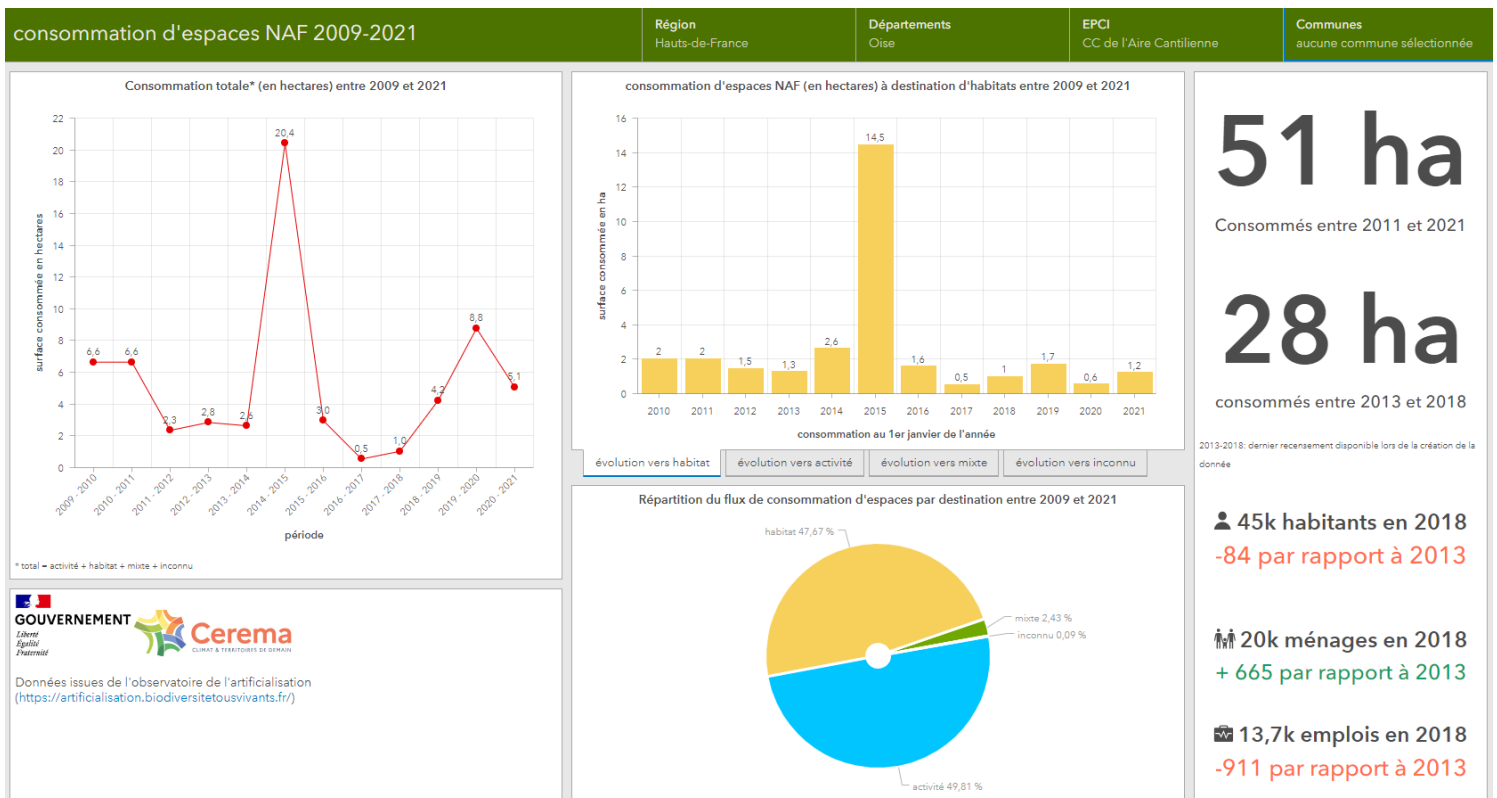 consommation d'espaces NAF 2009-2021
Région
Hauts-de-France
Départements
Oise
EPCI
CC de l'Aire Cantilienne
Communes
aucune commune sélectionnée
Consommation totale* (en hectares) entre 2009 et 2021
surface consommée en hectares
22
20
18
16
14
12
10
8
6
4
2
0
6,6
6,6
2,3
2,8
2,6
20,4
3,0
0,5
1,0
4,2
8,8
5,1
2009 - 2010
2010 - 2011
2011 - 2012
2012 - 2013
2013 - 2014
2014 - 2015
2015 - 2016
2016 - 2017
2017 - 2018
2018 - 2019
2019 - 2020
2020 - 2021
période
* total = activité + habitat + mixte + inconnu
GOUVERNEMENT
Liberté
Égalité
Fraternité
Cerema
CLIMAT & TERRITOIRES DE DEMAIN
Données issues de l'observatoire de l'artificialisation
(https://artificialisation.biodiversitetousvivants.fr/)
consommation d'espaces NAF (en hectares) à destination d'habitats entre 2009 et 2021
surface consommée en ha
16
14
12
10
8
6
4
2
0
2
2
1,5
1,3
2,6
14,5
1,6
0,5
1
1,7
0,6
1,2
2010
2011
2012
2013
2014
2015
2016
2017
2018
2019
2020
2021
consommation au 1er janvier de l'année
évolution vers habitat
évolution vers activité
évolution vers mixte
évolution vers inconnu
Répartition du flux de consommation d'espaces par destination entre 2009 et 2021
habitat 47,67 %
mixte 2,43 %
inconnu 0,09 %
activité 49,81 %
51 ha
Consommés entre 2011 et 2021
28 ha
consommés entre 2013 et 2018
2013-2018: dernier recensement disponible lors de la création de la
donnée
45k habitants en 2018
-84 par rapport à 2013
20k ménages en 2018
+ 665 par rapport à 2013
13,7k emplois en 2018
-911 par rapport à 2013